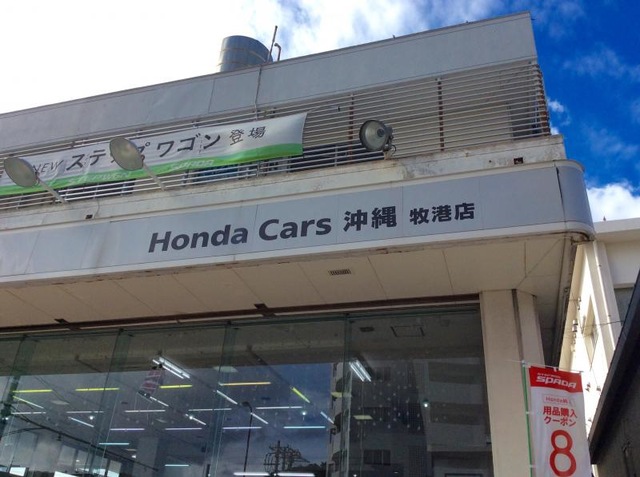 NEW ステップワゴン 登場
Honda Cars 沖縄 牧港店
SPADA
用品購入
クーポン
8